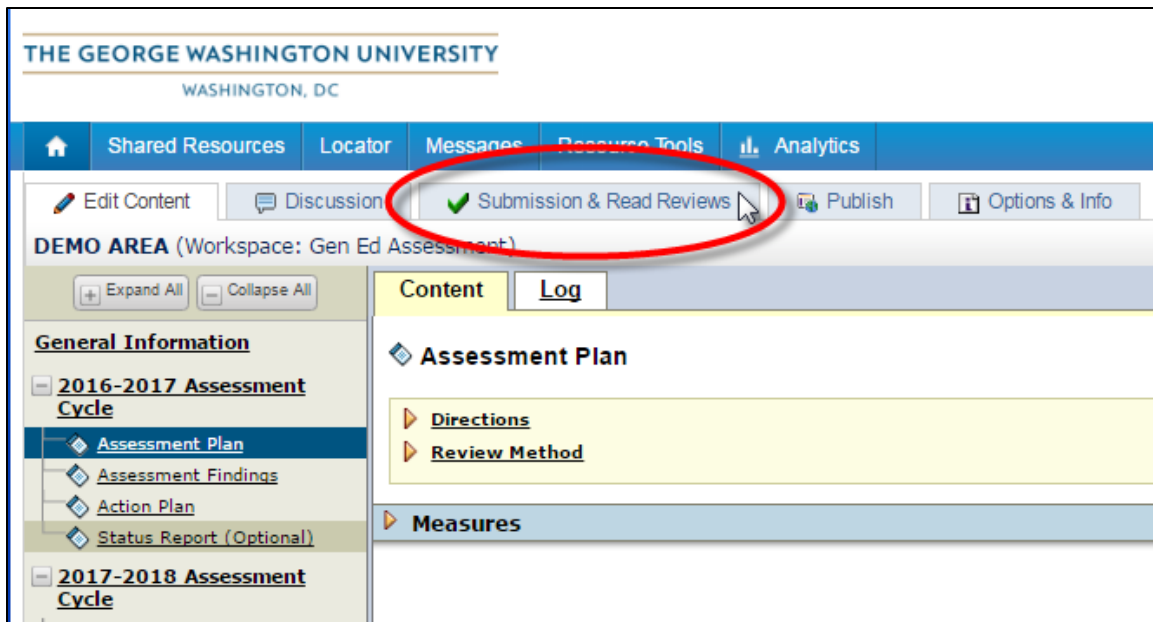 THE GEORGE WASHINGTON UNIVERSITY
WASHINGTON, DC
Shared Resources Locator Messages Resource Tools Analytics
Edit Content Discussion Submission & Read Reviews Publish Options & Info
DEMO AREA (Workspace: Gen Ed Assessment)
Expand All Collapse All
Content Log
General Information
2016-2017 Assessment
Cycle
Assessment Plan
Assessment Findings
Action Plan
Status Report (Optional)
2017-2018 Assessment
Cycle
Assessment Plan
Directions
Review Method
Measures